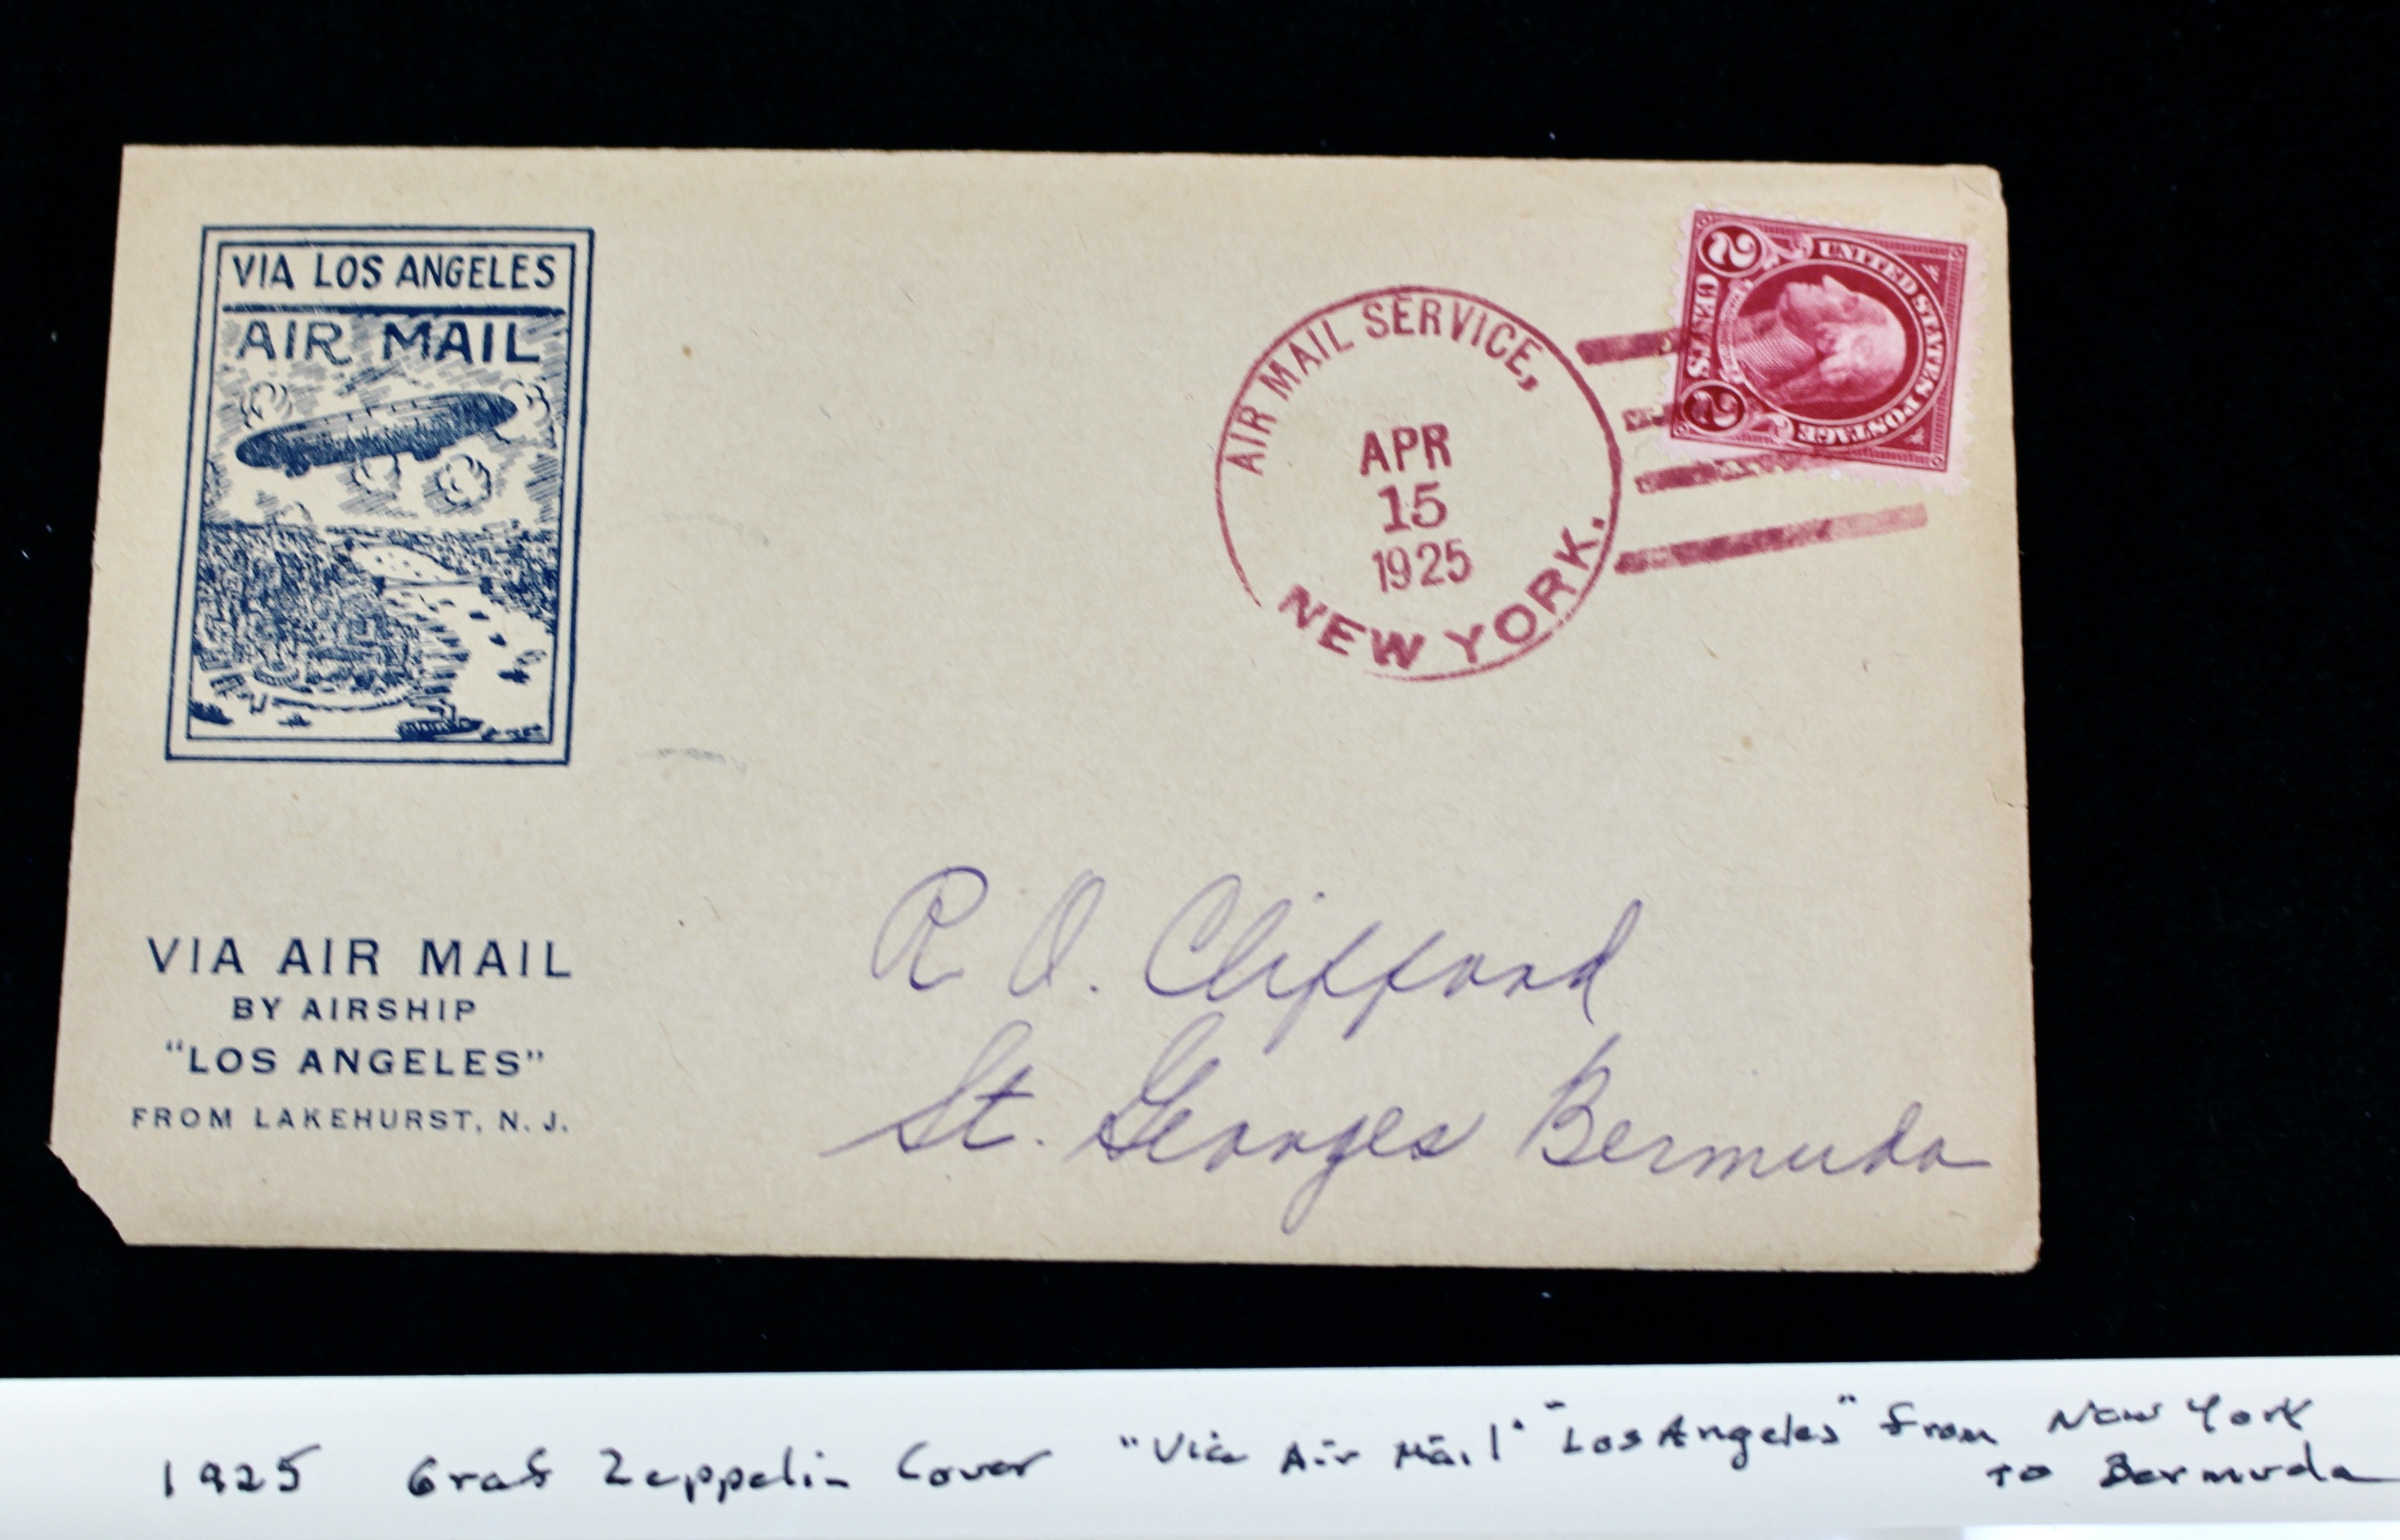 VIA LOS ANGELES
AIR MAIL
AIR MAIL SERVICE,
NEW YORK.
APR
15
1925
UNITED STATES POSTAGE
2 CENTS 2
R O. Clifford
St. Georges Bermuda
VIA AIR MAIL
BY AIRSHIP
"LOS ANGELES"
FROM LAKEHURST, N. J.
1925 Graf Zeppelin Cover "Via Air Mail" "Los Angeles" from New York
to Bermuda